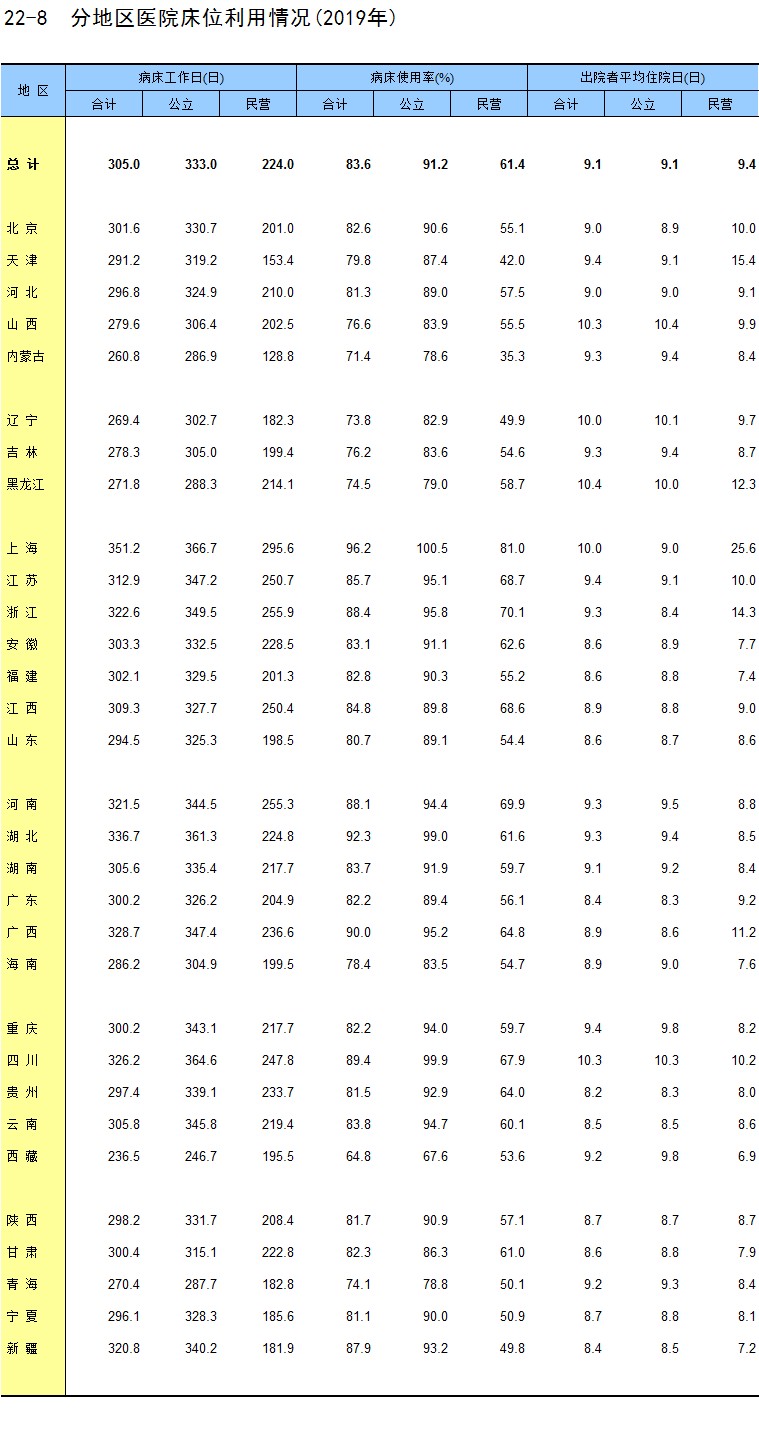 22-8 分地区医院床位利用情况(2019年)
地 区 病床工作日(日) 病床使用率(%) 出院者平均住院日(日)
合计 公立 民营 合计 公立 民营 合计 公立 民营
总 计 305.0 333.0 224.0 83.6 91.2 61.4 9.1 9.1 9.4
北 京 301.6 330.7 201.0 82.6 90.6 55.1 9.0 8.9 10.0
天 津 291.2 319.2 153.4 79.8 87.4 42.0 9.4 9.1 15.4
河 北 296.8 324.9 210.0 81.3 89.0 57.5 9.0 9.0 9.1
山 西 279.6 306.4 202.5 76.6 83.9 55.5 10.3 10.4 9.9
内蒙古 260.8 286.9 128.8 71.4 78.6 35.3 9.3 9.4 8.4
辽 宁 269.4 302.7 182.3 73.8 82.9 49.9 10.0 10.1 9.7
吉 林 278.3 305.0 199.4 76.2 83.6 54.6 9.3 9.4 8.7
黑龙江 271.8 288.3 214.1 74.5 79.0 58.7 10.4 10.0 12.3
上 海 351.2 366.7 295.6 96.2 100.5 81.0 10.0 9.0 25.6
江 苏 312.9 347.2 250.7 85.7 95.1 68.7 9.4 9.1 10.0
浙 江 322.6 349.5 255.9 88.4 95.8 70.1 9.3 8.4 14.3
安 徽 303.3 332.5 228.5 83.1 91.1 62.6 8.6 8.9 7.7
福 建 302.1 329.5 201.3 82.8 90.3 55.2 8.6 8.8 7.4
江 西 309.3 327.7 250.4 84.8 89.8 68.6 8.9 8.8 9.0
山 东 294.5 325.3 198.5 80.7 89.1 54.4 8.6 8.7 8.6
河 南 321.5 344.5 255.3 88.1 94.4 69.9 9.3 9.5 8.8
湖 北 336.7 361.3 224.8 92.3 99.0 61.6 9.3 9.4 8.5
湖 南 305.6 335.4 217.7 83.7 91.9 59.7 9.1 9.2 8.4
广 东 300.2 326.2 204.9 82.2 89.4 56.1 8.4 8.3 9.2
广 西 328.7 347.4 236.6 90.0 95.2 64.8 8.9 8.6 11.2
海 南 286.2 304.9 199.5 78.4 83.5 54.7 8.9 9.0 7.6
重 庆 300.2 343.1 217.7 82.2 94.0 59.7 9.4 9.8 8.2
四 川 326.2 364.6 247.8 89.4 99.9 67.9 10.3 10.3 10.2
贵 州 297.4 339.1 233.7 81.5 92.9 64.0 8.2 8.3 8.0
云 南 305.8 345.8 219.4 83.8 94.7 60.1 8.5 8.5 8.6
西 藏 236.5 246.7 195.5 64.8 67.6 53.6 9.2 9.8 6.9
陕 西 298.2 331.7 208.4 81.7 90.9 57.1 8.7 8.7 8.7
甘 肃 300.4 315.1 222.8 82.3 86.3 61.0 8.6 8.8 7.9
青 海 270.4 287.7 182.8 74.1 78.8 50.1 9.2 9.3 8.4
宁 夏 296.1 328.3 185.6 81.1 90.0 50.9 8.7 8.8 8.1
新 疆 320.8 340.2 181.9 87.9 93.2 49.8 8.4 8.5 7.2